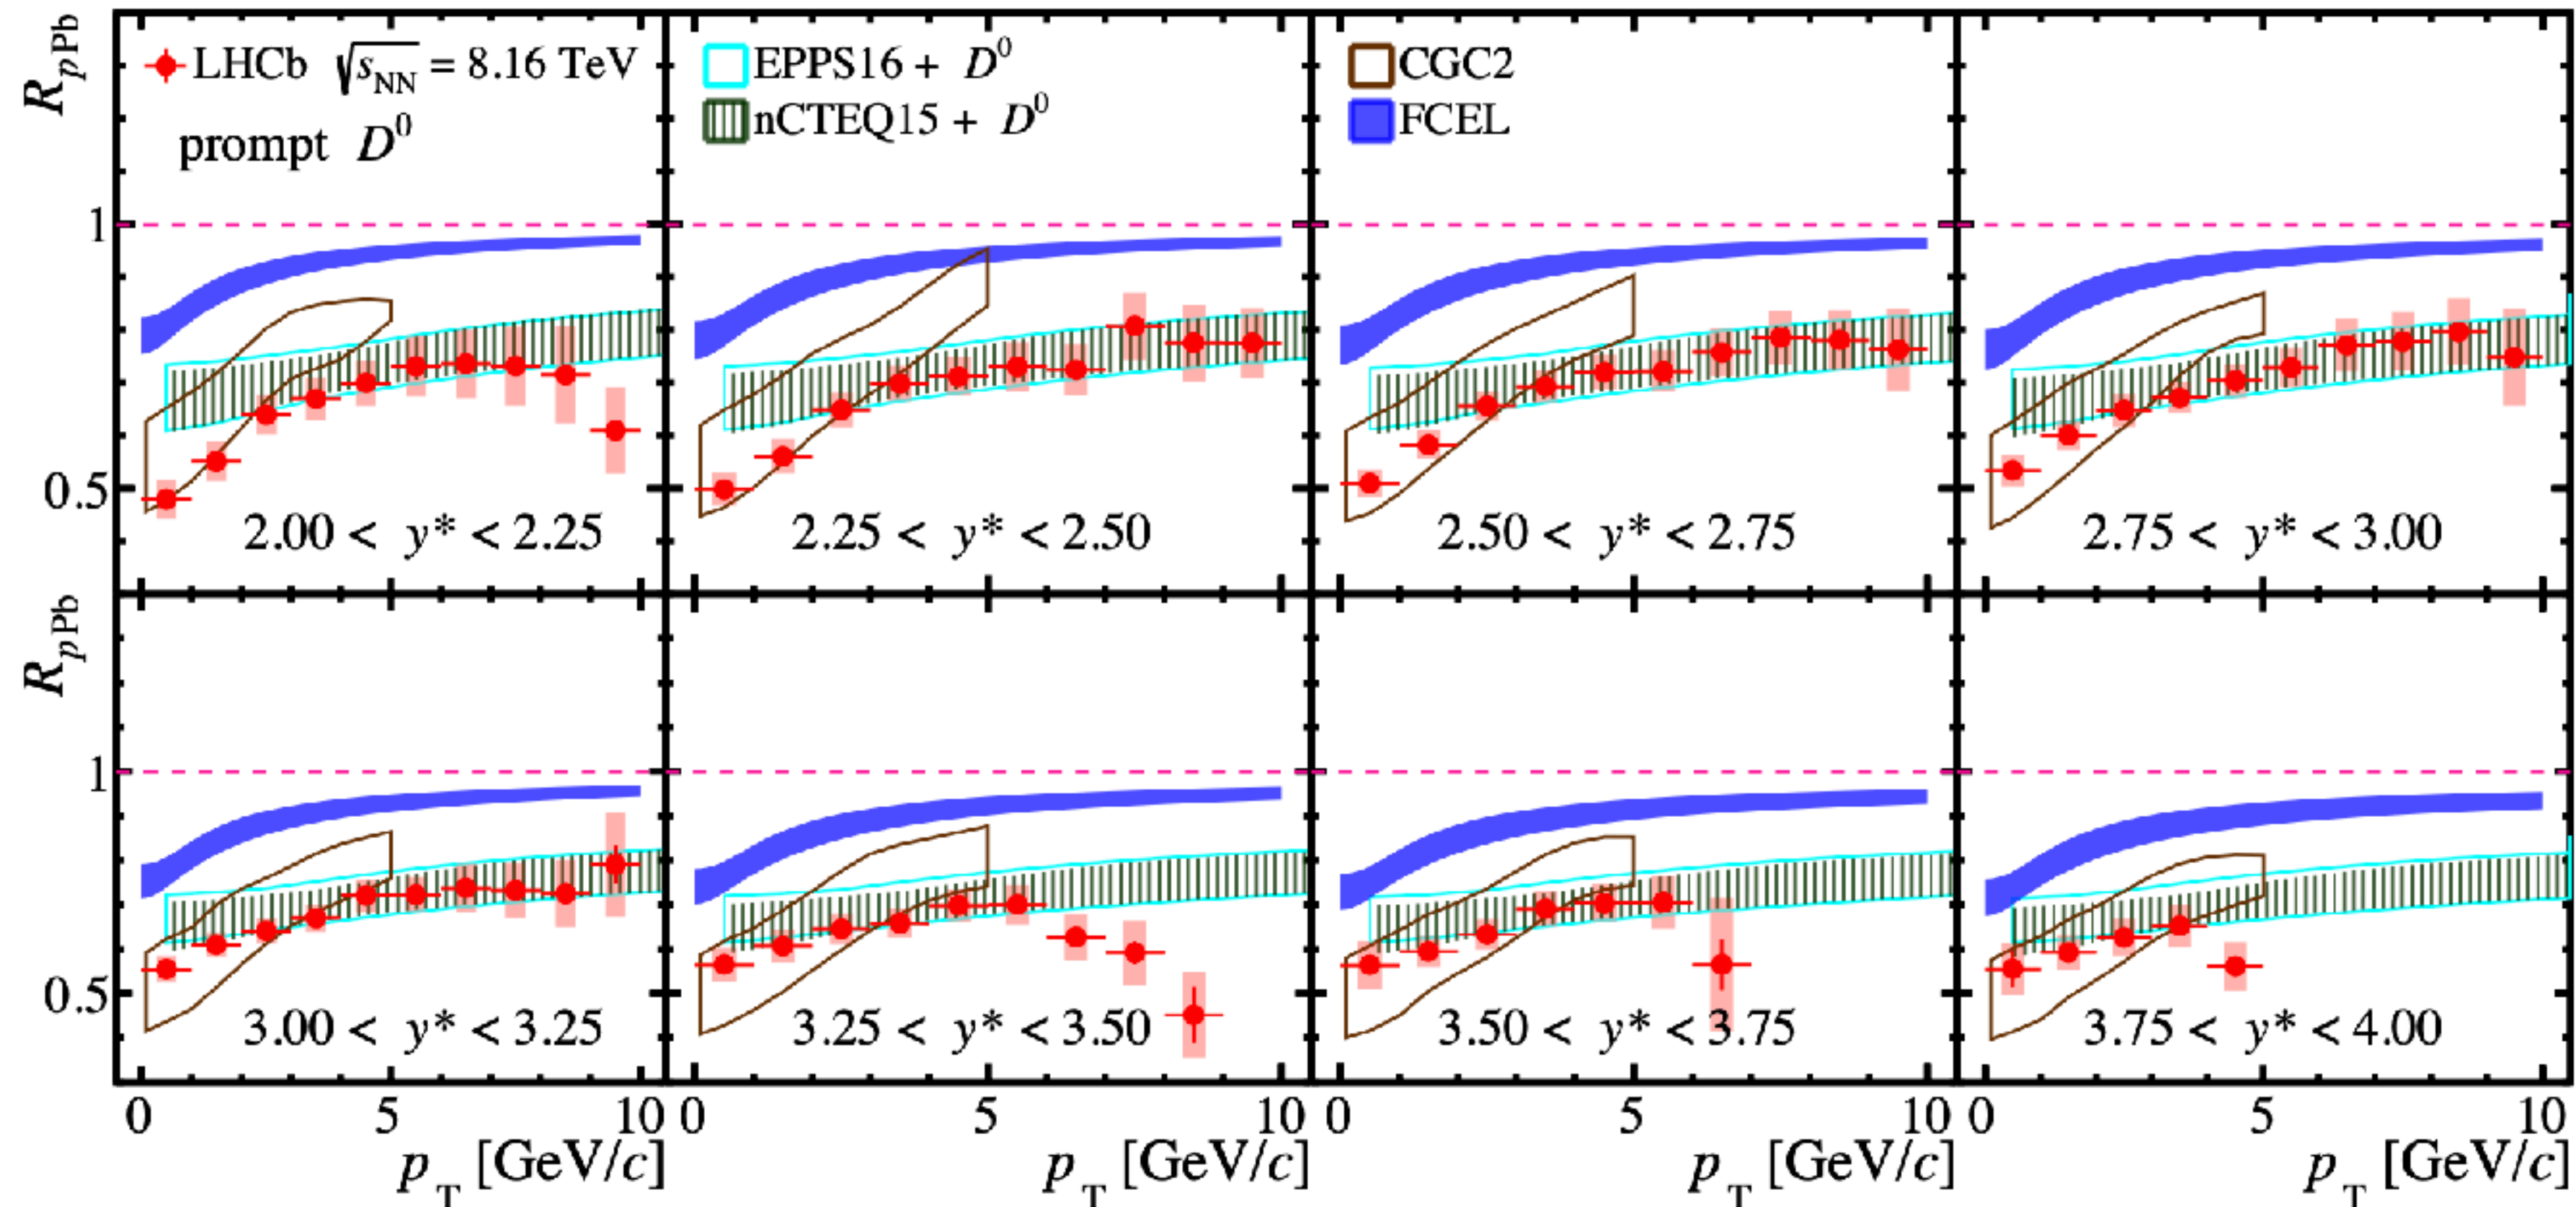 R_pPb
LHCb √s_NN = 8.16 TeV
prompt D^0
EPPS16 + D^0
nCTEQ15 + D^0
CGC2
FCEL
1
0.5
2.00 < y* < 2.25
2.25 < y* < 2.50
2.50 < y* < 2.75
2.75 < y* < 3.00
R_pPb
1
0.5
3.00 < y* < 3.25
3.25 < y* < 3.50
3.50 < y* < 3.75
3.75 < y* < 4.00
0 5 10 0 5 10 0 5 10 0 5 10
p_T [GeV/c] p_T [GeV/c] p_T [GeV/c] p_T [GeV/c]